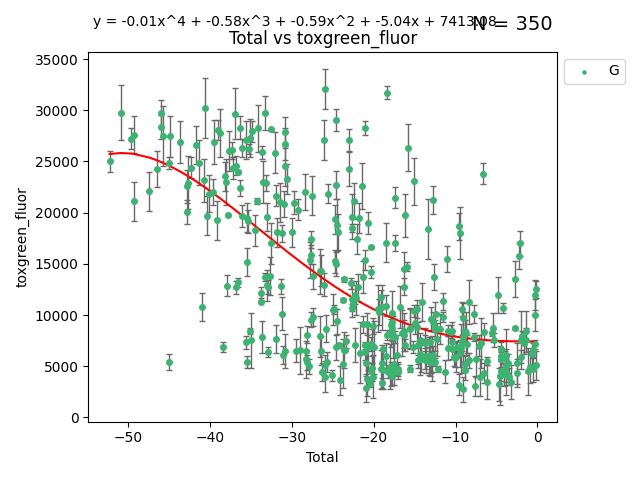 y = -0.01x^4 + -0.58x^3 + -0.59x^2 + -5.04x + 7413.08
N = 350
Total vs toxgreen_fluor
G
35000
30000
25000
20000
15000
10000
5000
0
toxgreen_fluor
−50 −40 −30 −20 −10 0
Total